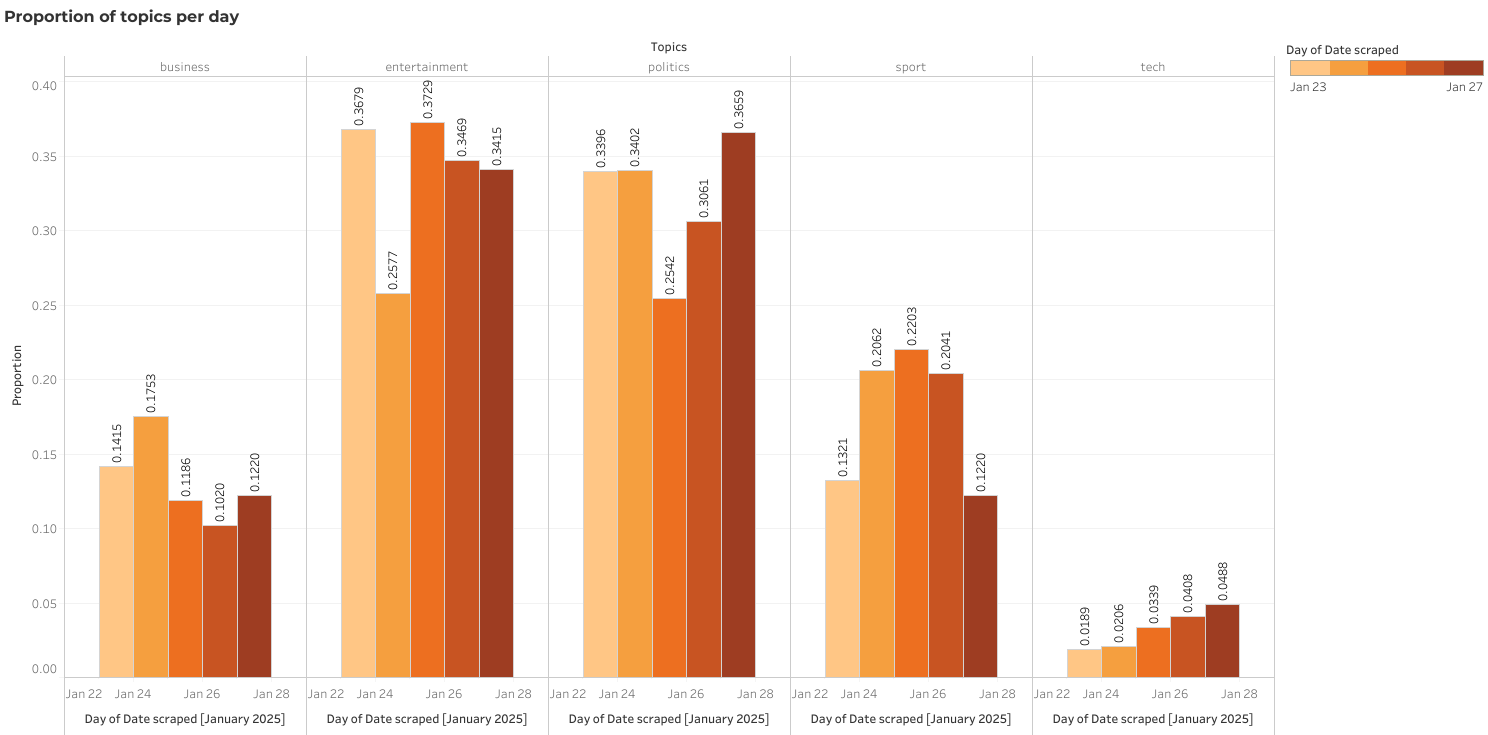 Proportion of topics per day
Topics
Day of Date scraped
Jan 23 Jan 27
business entertainment politics sport tech
Proportion
0.40
0.35
0.30
0.25
0.20
0.15
0.10
0.05
0.00
0.1415 0.1753 0.1186 0.1020 0.1220
0.3679 0.2577 0.3729 0.3469 0.3415
0.3396 0.3402 0.2542 0.3061 0.3659
0.1321 0.2062 0.2203 0.2041 0.1220
0.0189 0.0206 0.0339 0.0408 0.0488
Jan 22 Jan 24 Jan 26 Jan 28 Jan 22 Jan 24 Jan 26 Jan 28 Jan 22 Jan 24 Jan 26 Jan 28 Jan 22 Jan 24 Jan 26 Jan 28 Jan 22 Jan 24 Jan 26 Jan 28
Day of Date scraped [January 2025] Day of Date scraped [January 2025] Day of Date scraped [January 2025] Day of Date scraped [January 2025] Day of Date scraped [January 2025]